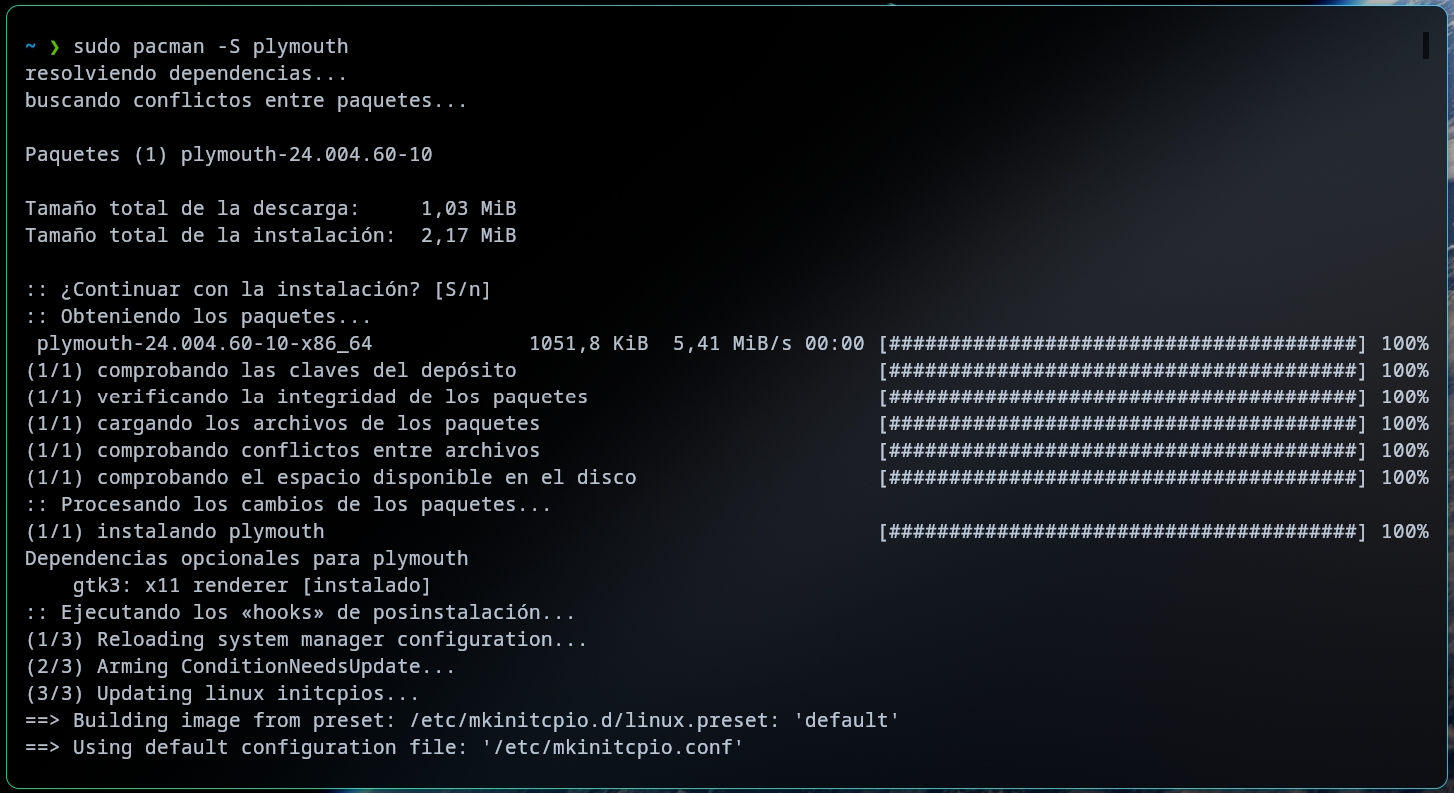 ~ ❯ sudo pacman -S plymouth
resolviendo dependencias...
buscando conflictos entre paquetes...

Paquetes (1) plymouth-24.004.60-10

Tamaño total de la descarga:     1,03 MiB
Tamaño total de la instalación:  2,17 MiB

:: ¿Continuar con la instalación? [S/n]
:: Obteniendo los paquetes...
 plymouth-24.004.60-10-x86_64             1051,8 KiB  5,41 MiB/s 00:00 [#######################################] 100%
(1/1) comprobando las claves del depósito                              [#######################################] 100%
(1/1) verificando la integridad de los paquetes                        [#######################################] 100%
(1/1) cargando los archivos de los paquetes                            [#######################################] 100%
(1/1) comprobando conflictos entre archivos                            [#######################################] 100%
(1/1) comprobando el espacio disponible en el disco                    [#######################################] 100%
:: Procesando los cambios de los paquetes...
(1/1) instalando plymouth                                              [#######################################] 100%
Dependencias opcionales para plymouth
    gtk3: x11 renderer [instalado]
:: Ejecutando los «hooks» de posinstalación...
(1/3) Reloading system manager configuration...
(2/3) Arming ConditionNeedsUpdate...
(3/3) Updating linux initcpios...
==> Building image from preset: /etc/mkinitcpio.d/linux.preset: 'default'
==> Using default configuration file: '/etc/mkinitcpio.conf'